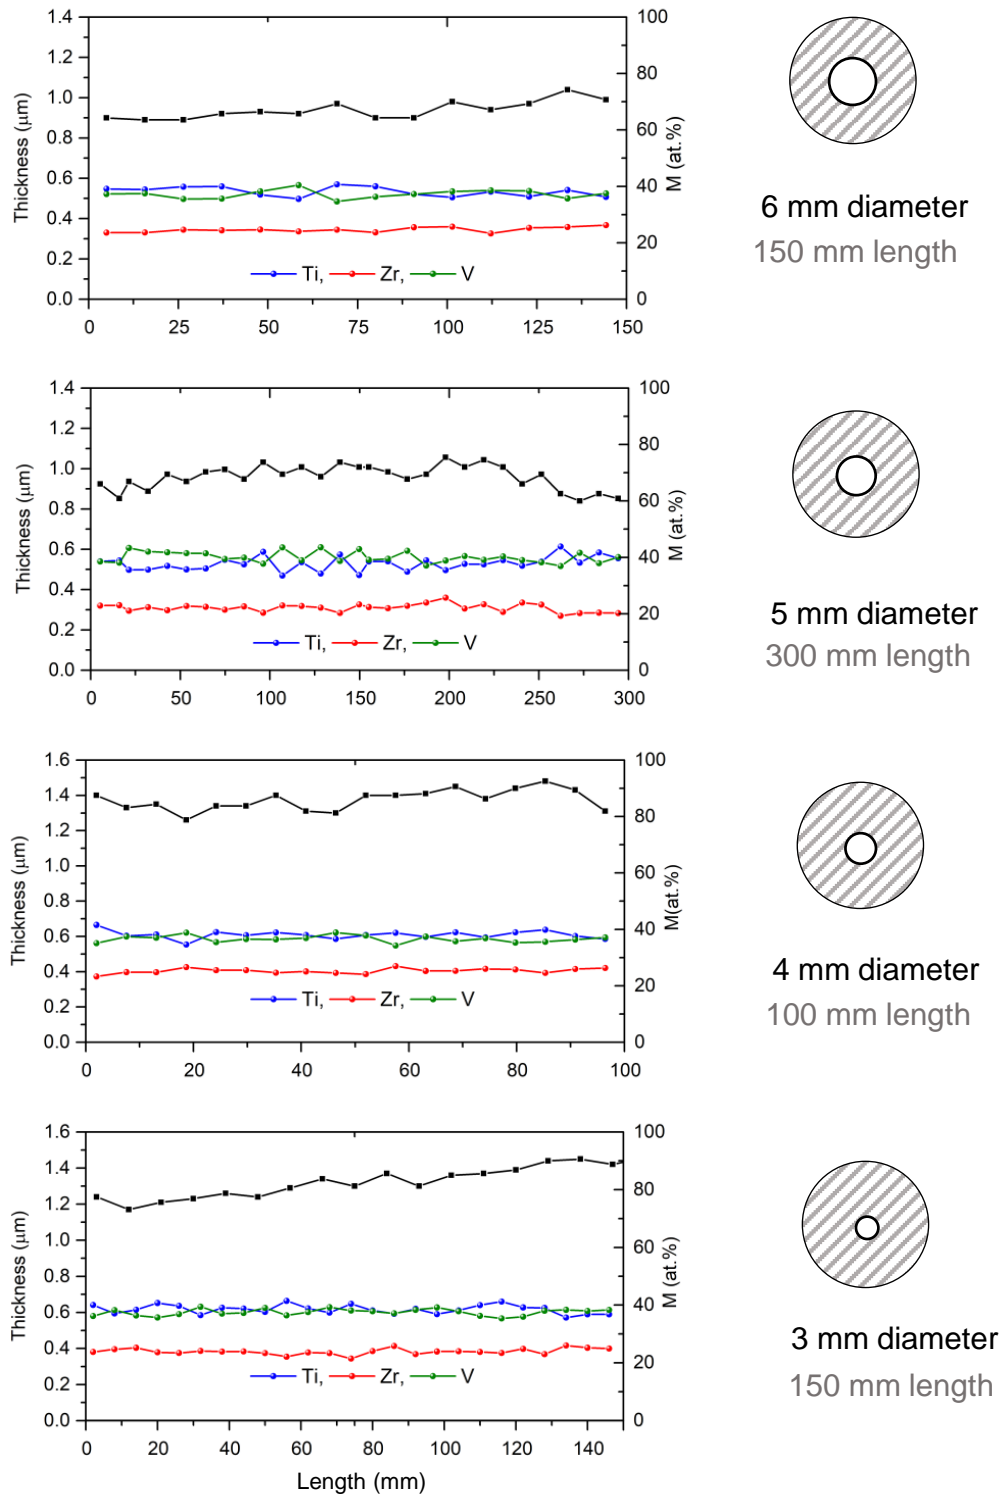 1.4
1.2
1.0
0.8
0.6
0.4
0.2
0.0
Thickness (μm)
100
80
60
40
20
0
M (at.%)
Ti, Zr, V
0 25 50 75 100 125 150
6 mm diameter
150 mm length
1.4
1.2
1.0
0.8
0.6
0.4
0.2
0.0
Thickness (μm)
100
80
60
40
20
0
M (at.%)
Ti, Zr, V
0 50 100 150 200 250 300
5 mm diameter
300 mm length
1.6
1.4
1.2
1.0
0.8
0.6
0.4
0.2
0.0
Thickness (μm)
100
80
60
40
20
0
M(at.%)
Ti, Zr, V
0 20 40 60 80 100
4 mm diameter
100 mm length
1.6
1.4
1.2
1.0
0.8
0.6
0.4
0.2
0.0
Thickness (μm)
100
80
60
40
20
0
M (at.%)
Ti, Zr, V
0 20 40 60 80 100 120 140
Length (mm)
3 mm diameter
150 mm length